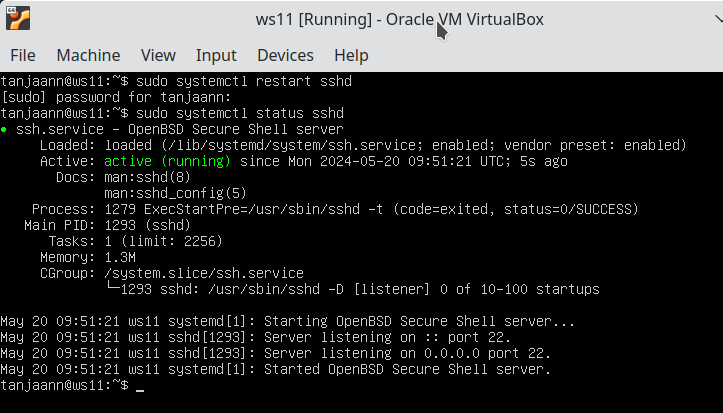 ws11 [Running] - Oracle VM VirtualBox
File Machine View Input Devices Help
tanjaann@ws11:~$ sudo systemctl restart sshd
[sudo] password for tanjaann:
tanjaann@ws11:~$ sudo systemctl status sshd
● ssh.service - OpenBSD Secure Shell server
     Loaded: loaded (/lib/systemd/system/ssh.service; enabled; vendor preset: enabled)
     Active: active (running) since Mon 2024-05-20 09:51:21 UTC; 5s ago
       Docs: man:sshd(8)
             man:sshd_config(5)
    Process: 1279 ExecStartPre=/usr/sbin/sshd -t (code=exited, status=0/SUCCESS)
   Main PID: 1293 (sshd)
      Tasks: 1 (limit: 2256)
     Memory: 1.3M
     CGroup: /system.slice/ssh.service
             └─1293 sshd: /usr/sbin/sshd -D [listener] 0 of 10-100 startups
May 20 09:51:21 ws11 systemd[1]: Starting OpenBSD Secure Shell server...
May 20 09:51:21 ws11 sshd[1293]: Server listening on :: port 22.
May 20 09:51:21 ws11 sshd[1293]: Server listening on 0.0.0.0 port 22.
May 20 09:51:21 ws11 systemd[1]: Started OpenBSD Secure Shell server.
tanjaann@ws11:~$ _